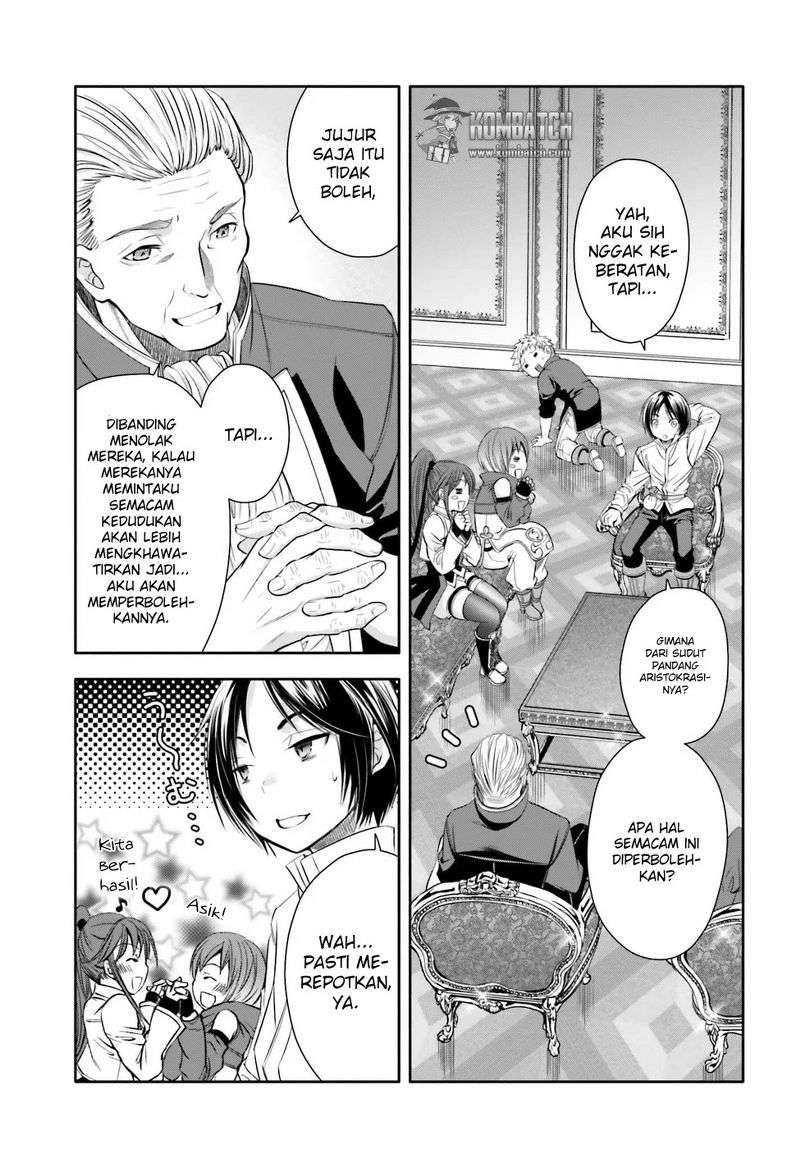 KOMBATCH
www.kombatch.com
YAH,
AKU SIH
NGGAK KE-
BERATAN,
TAPI...
GIMANA
DARI SUDUT
PANDANG
ARISTOKRASI-
NYA?
APA HAL
SEMACAM INI
DIPERBOLEH-
KAN?
JUJUR
SAJA ITU
TIDAK
BOLEH,
TAPI...
DIBANDING
MENOLAK
MEREKA, KALAU
MEREKANYA
MEMINTAKU
SEMACAM
KEDUDUKAN
AKAN LEBIH
MENGKHAWA-
TIRKAN JADI...
AKU AKAN
MEMPERBOLEH-
KANNYA.
う〜む…
Kita
Ber-
hasil!
Asik!
WAH...
PASTI ME-
REPOTKAN,
YA.